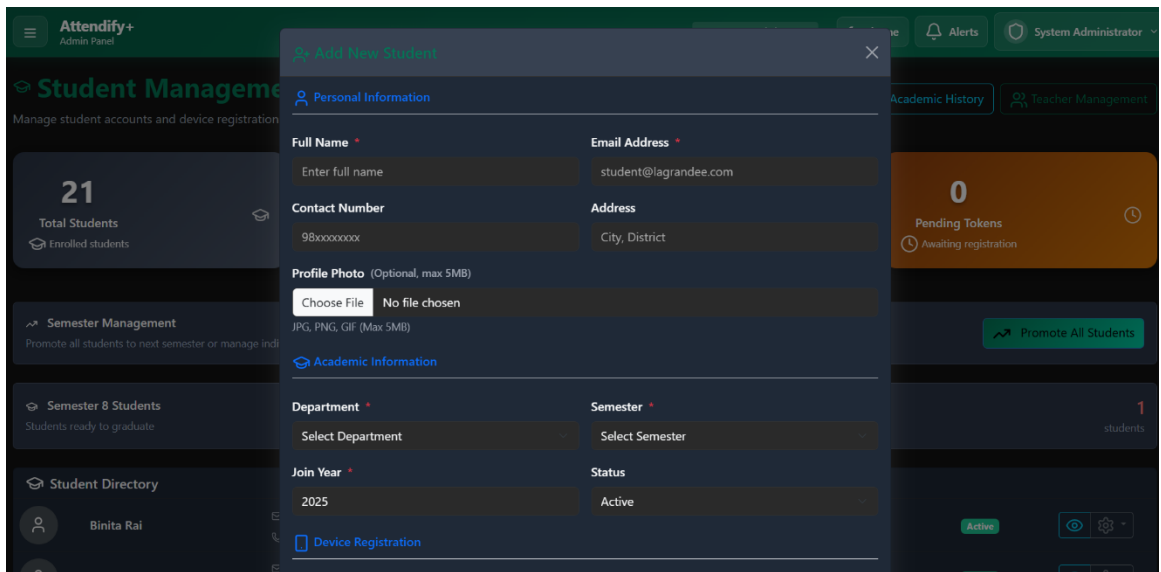 Attendify+
Admin Panel
Alerts
System Administrator
Add New Student
Student Manageme
Academic History
Teacher Management
Manage student accounts and device registration
Personal Information
Full Name *
Email Address *
Enter full name
student@lagrandee.com
21
Total Students
Enrolled students
0
Pending Tokens
Awaiting registration
Contact Number
Address
98xxxxxxxx
City, District
Profile Photo (Optional, max 5MB)
Choose File No file chosen
JPG, PNG, GIF (Max 5MB)
Semester Management
Promote all students to next semester or manage indi
Promote All Students
Academic Information
Department *
Semester *
Select Department
Select Semester
Semester 8 Students
Students ready to graduate
1
students
Join Year *
Status
2025
Active
Student Directory
Binita Rai
Active
Device Registration